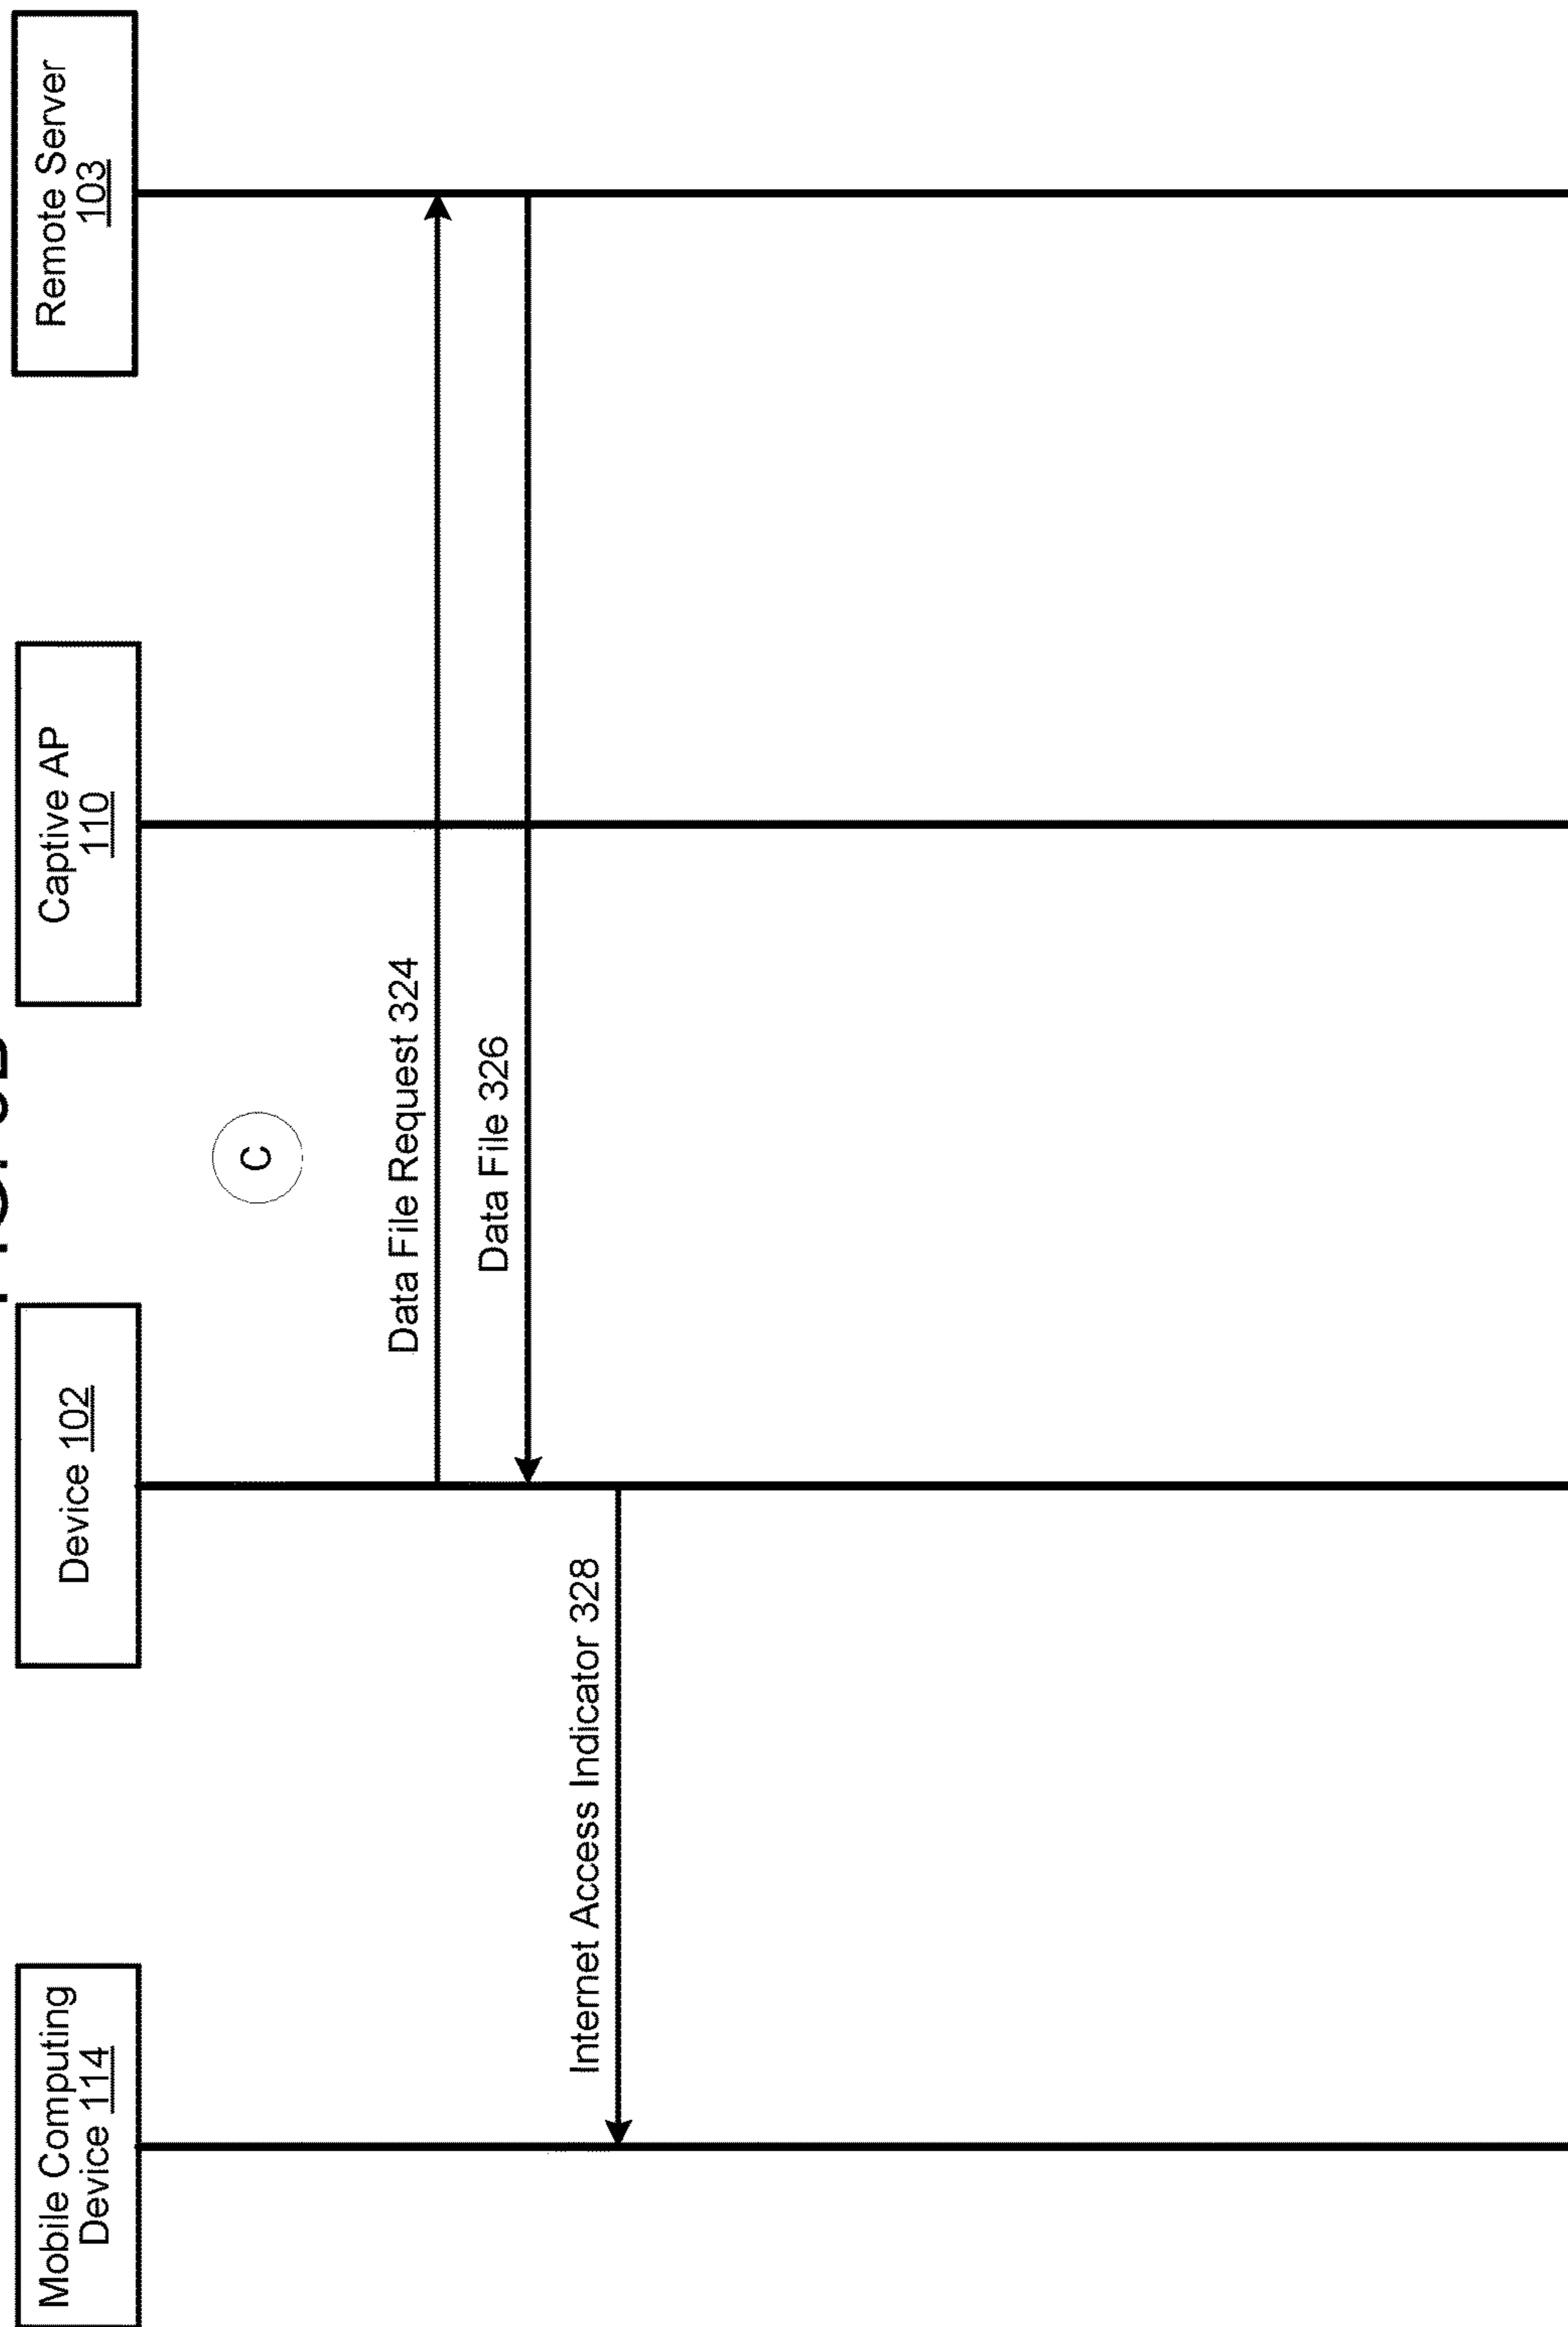 Mobile Computing
Device 114
Device 102
Captive AP
110
Remote Server
103
C
Data File Request 324
Data File 326
Internet Access Indicator 328